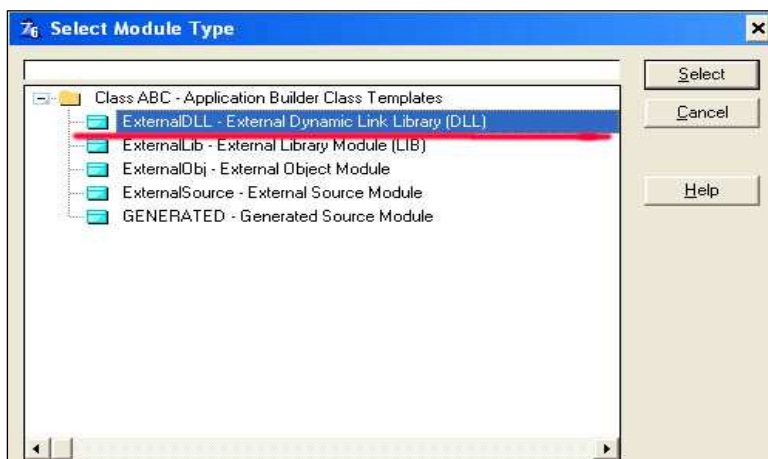 Select Module Type
Select
Class ABC - Application Builder Class Templates
ExternalDLL - External Dynamic Link Library (DLL)
Cancel
ExternalLib - External Library Module (LIB)
ExternalObj - External Object Module
ExternalSource - External Source Module
Help
GENERATED - Generated Source Module